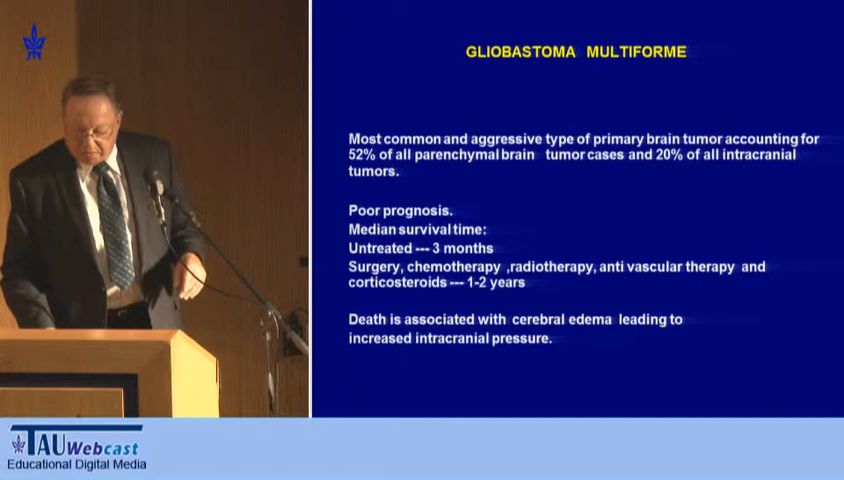 GLIOBASTOMA MULTIFORME
Most common and aggressive type of primary brain tumor accounting for
52% of all parenchymal brain tumor cases and 20% of all intracranial
tumors.
Poor prognosis.
Median survival time:
Untreated --- 3 months
Surgery, chemotherapy ,radiotherapy, anti vascular therapy and
corticosteroids --- 1-2 years
Death is associated with cerebral edema leading to
increased intracranial pressure.
TAU Webcast
Educational Digital Media